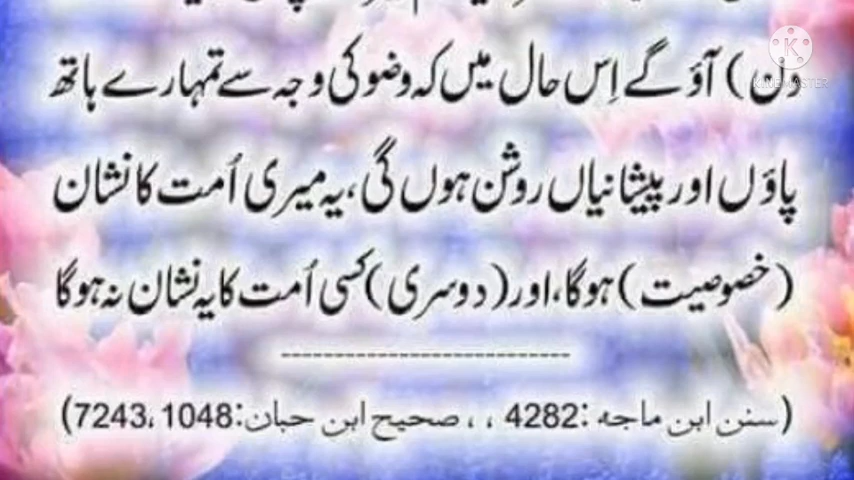 دن) آؤ گے اِس حال میں کہ وضو کی وجہ سے تمہارے ہاتھ
پاؤں اور پیشانیاں روشن ہوں گی، یہ میری اُمت کا نشان
(خصوصیت) ہوگا، اور (دوسری) کسی اُمت کا یہ نشان نہ ہوگا
(سنن ابن ماجه :4282 ، ، صحیح ابن حبان:1048،7243)
KINEMASTER